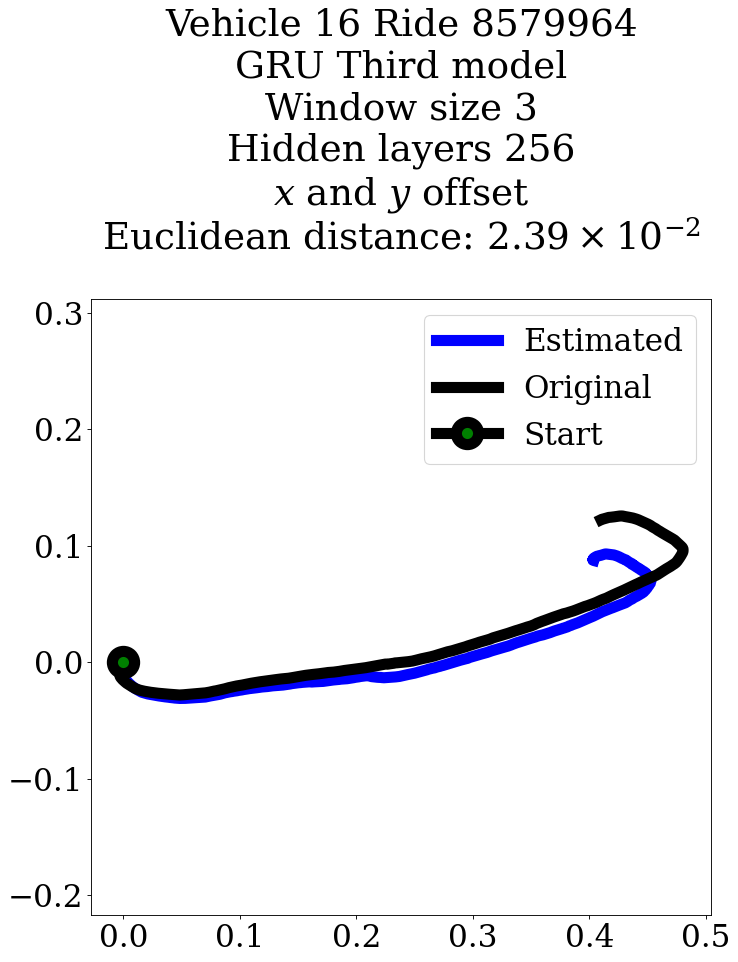 Vehicle 16 Ride 8579964
GRU Third model
Window size 3
Hidden layers 256
x and y offset
Euclidean distance: 2.39 × 10⁻²
0.3
0.2
0.1
0.0
−0.1
−0.2
Estimated
Original
Start
0.0 0.1 0.2 0.3 0.4 0.5